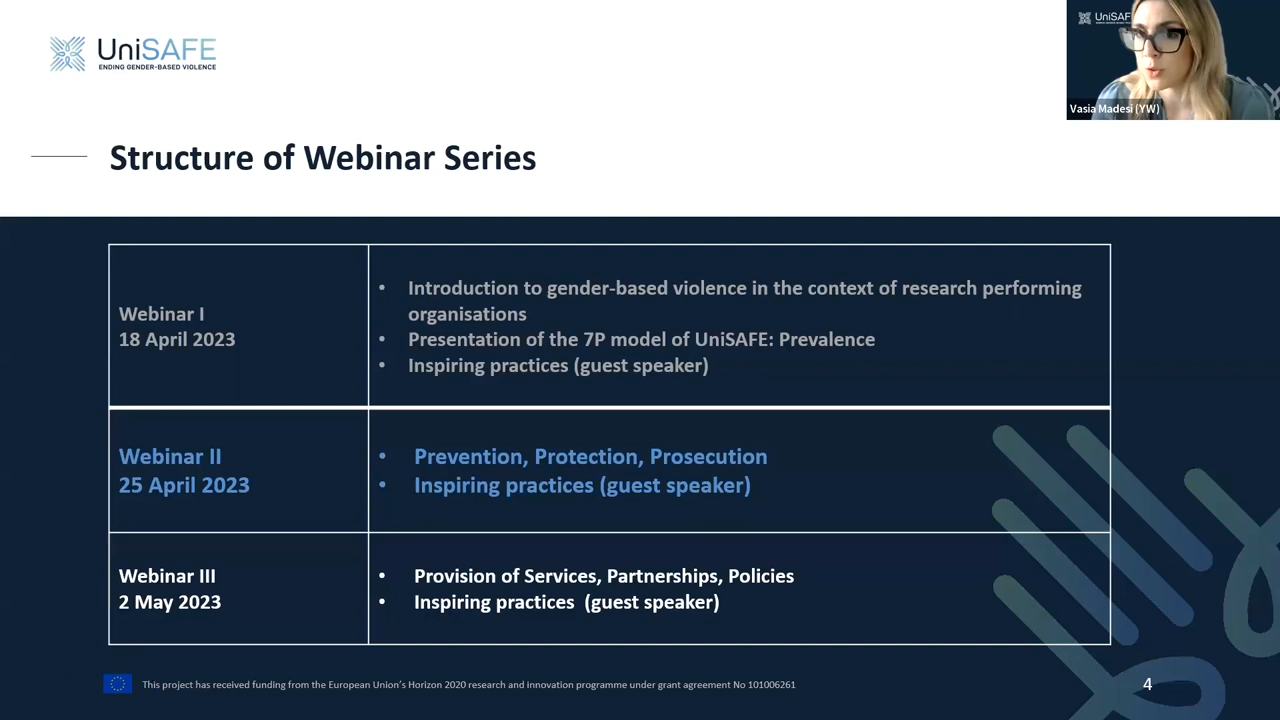 UniSAFE
ENDING GENDER-BASED VIOLENCE
UniSAF
Vasia Madesi (YW)
Structure of Webinar Series
Webinar I
18 April 2023
• Introduction to gender-based violence in the context of research performing
organisations
• Presentation of the 7P model of UniSAFE: Prevalence
• Inspiring practices (guest speaker)
Webinar II
25 April 2023
• Prevention, Protection, Prosecution
• Inspiring practices (guest speaker)
Webinar III
2 May 2023
• Provision of Services, Partnerships, Policies
• Inspiring practices (guest speaker)
This project has received funding from the European Union's Horizon 2020 research and innovation programme under grant agreement No 101006261
4